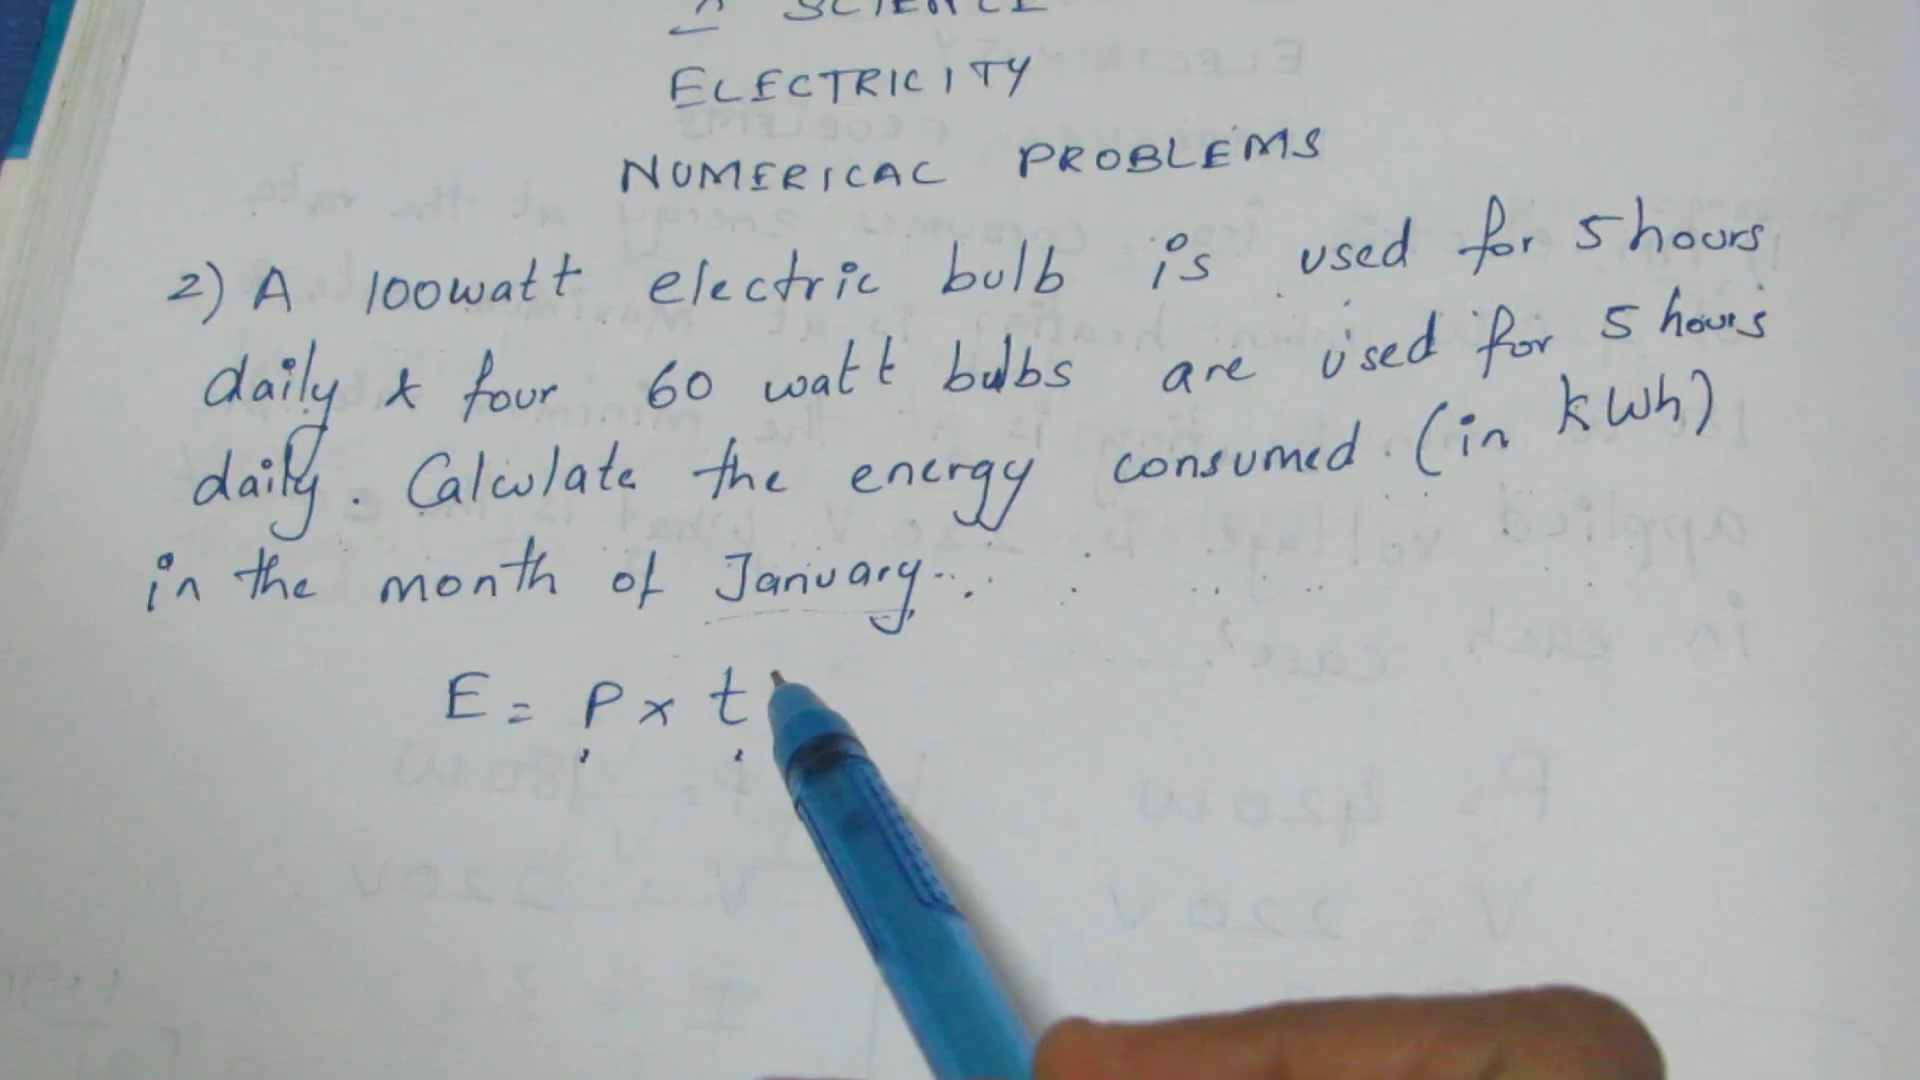 X SCIENCE
ELECTRICITY
NUMERICAL PROBLEMS
2) A 100watt electric bulb is used for 5 hours
daily & four 60 watt bulbs are used for 5 hours
daily. Calculate the energy consumed. (in kWh)
in the month of January.
E = P x t